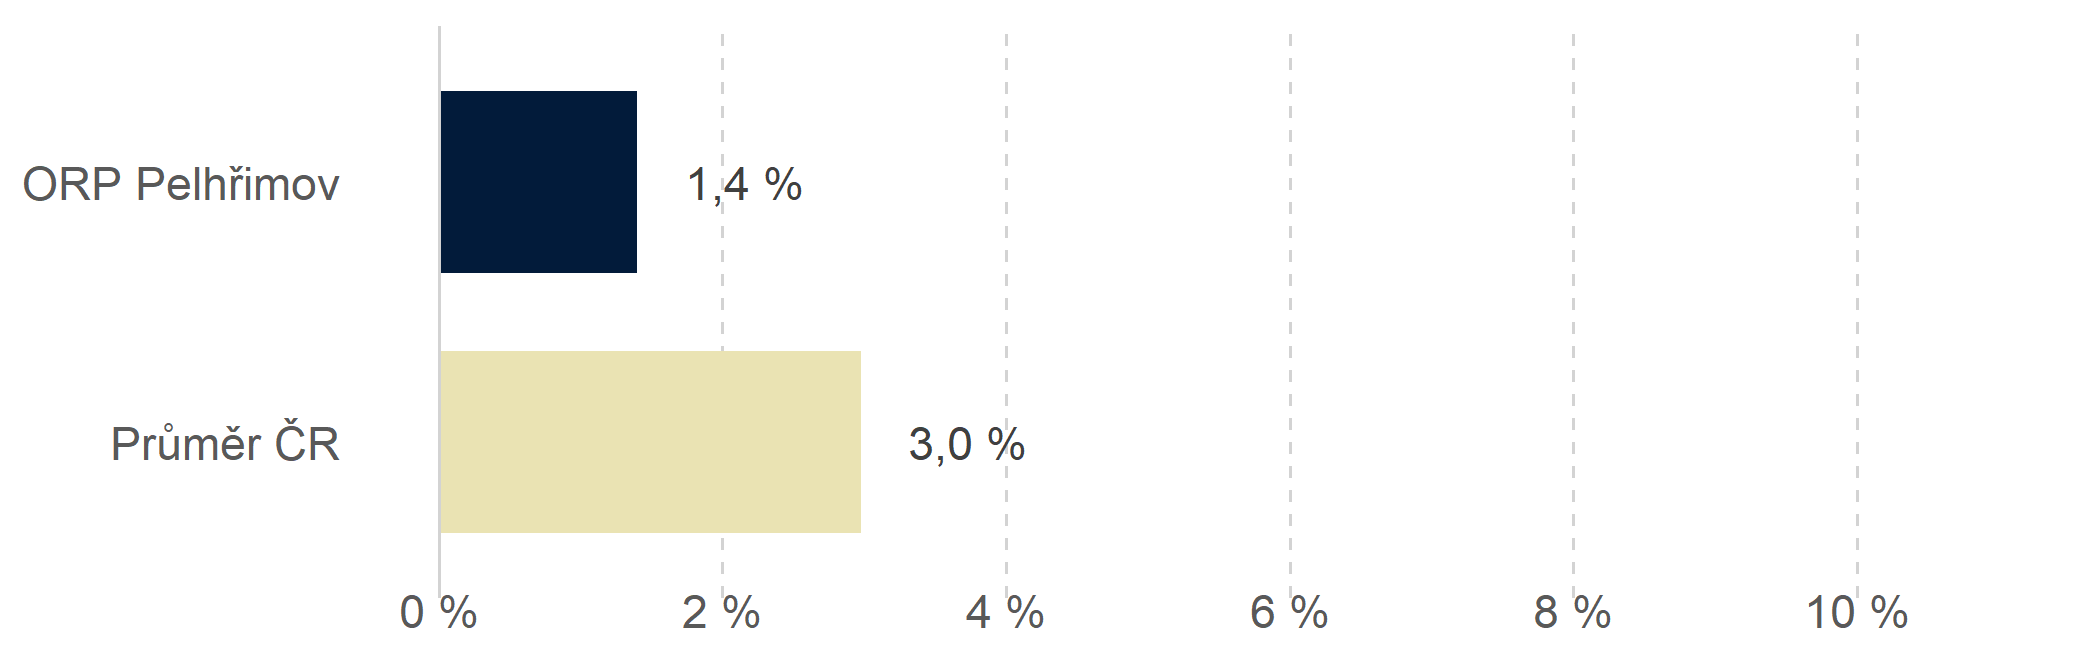 ORP Pelhřimov
1,4 %
Průměr ČR
3,0 %
0 % 2 % 4 % 6 % 8 % 10 %